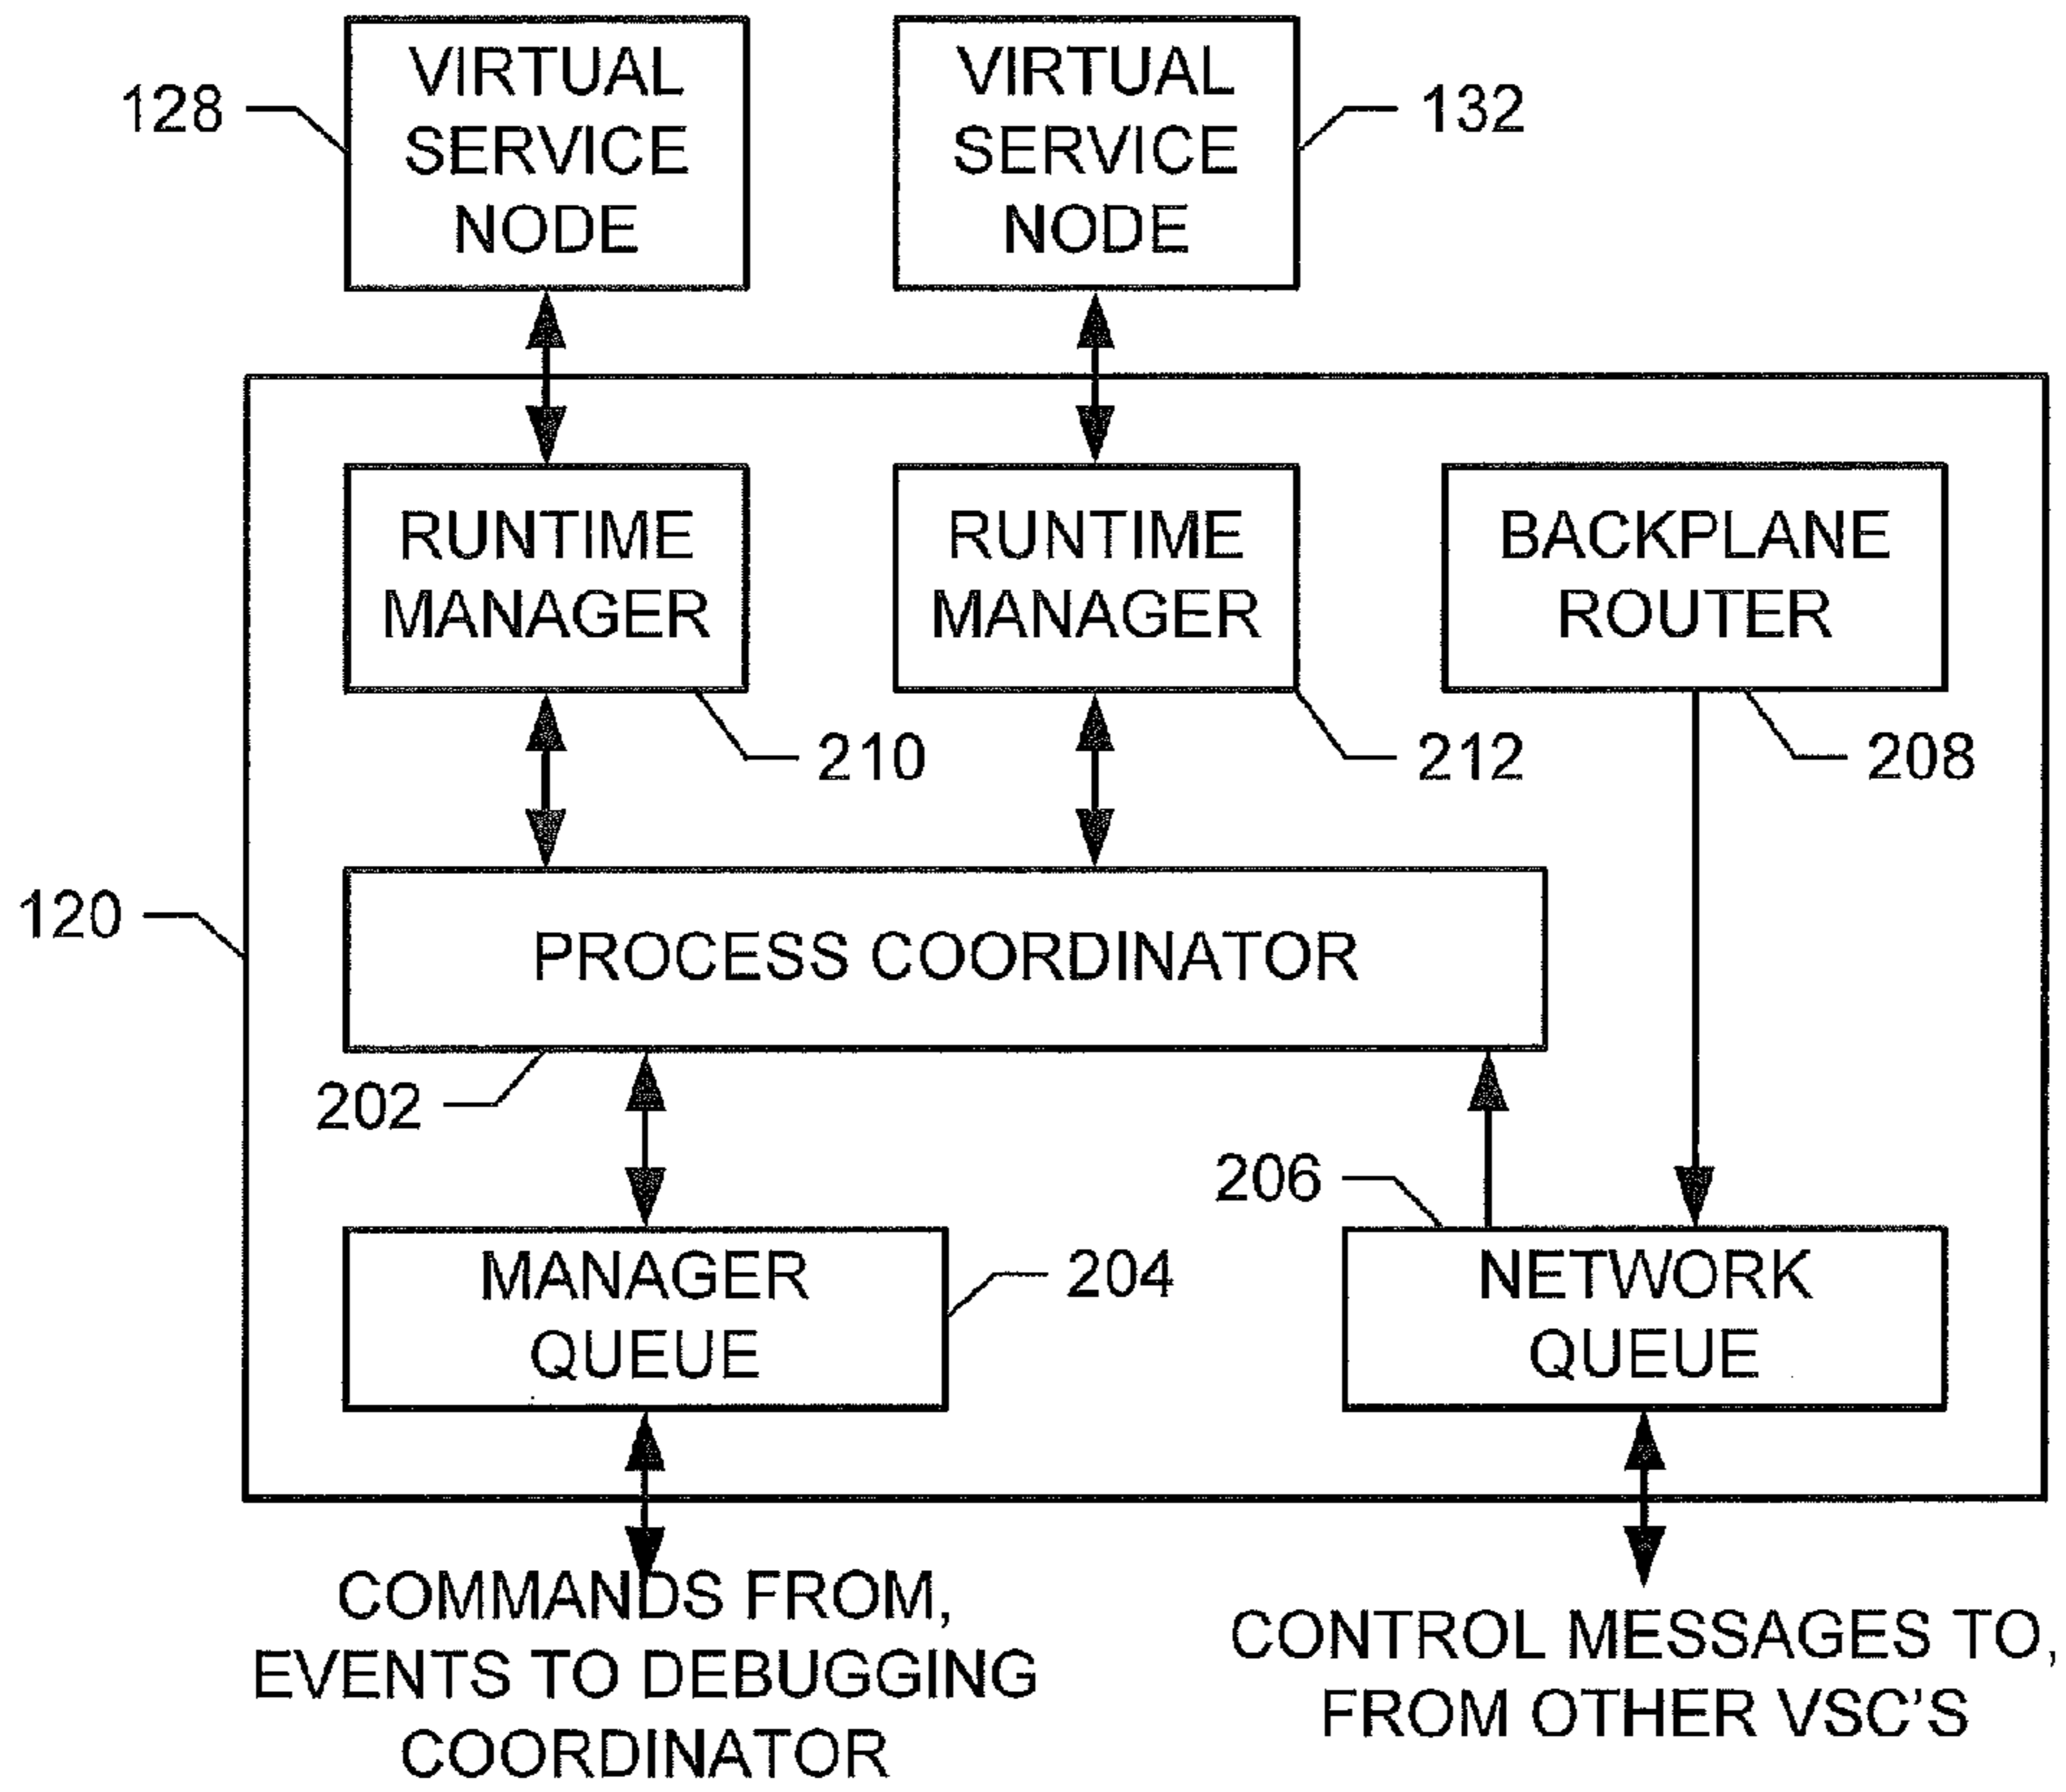 128
VIRTUAL
SERVICE
NODE
VIRTUAL
SERVICE
NODE
132
RUNTIME
MANAGER
210
RUNTIME
MANAGER
212
BACKPLANE
ROUTER
208
120
PROCESS COORDINATOR
202
206
MANAGER
QUEUE
204
NETWORK
QUEUE
COMMANDS FROM,
EVENTS TO DEBUGGING
COORDINATOR
CONTROL MESSAGES TO,
FROM OTHER VSC'S